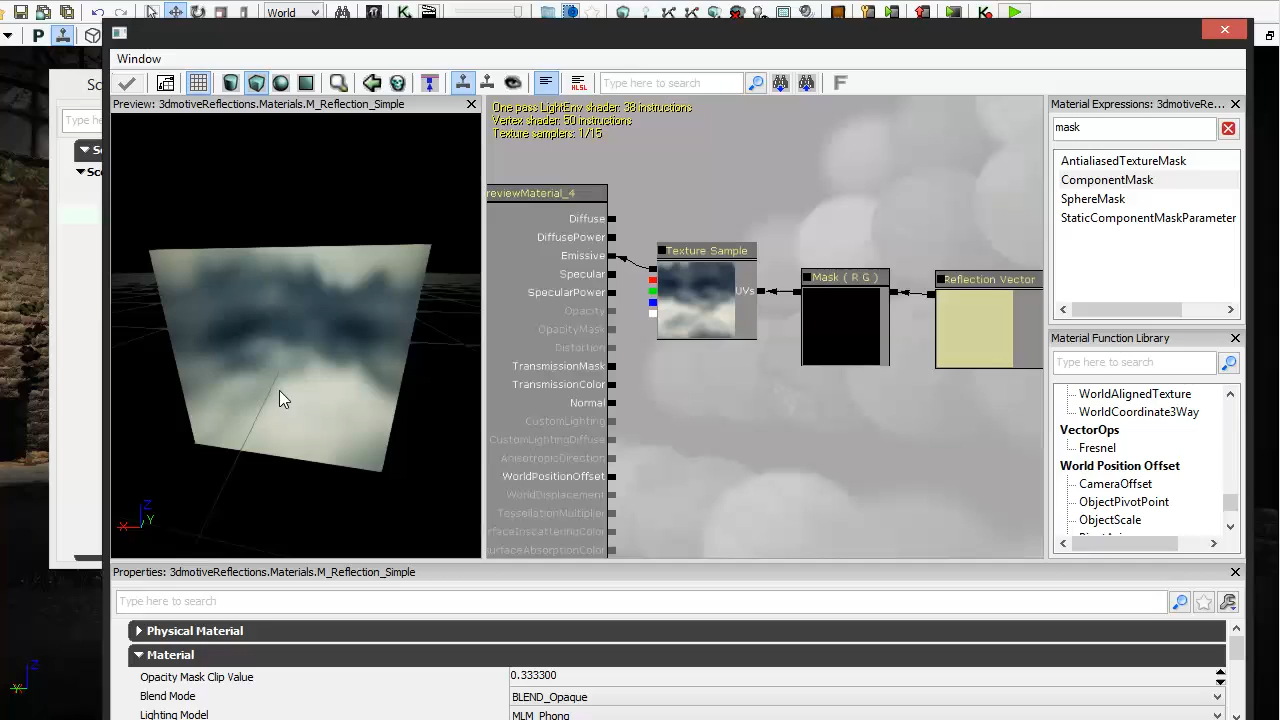 World
P
K
K
Sc
Window
Type here to search
F
Type he
Preview: 3dmotiveReflections.Materials.M_Reflection_Simple
One pass LightEnv shader: 38 instructions
Vertex shader: 50 instructions
Texture samplers: 1/15
Material Expressions: 3dmotiveRe...
mask
AntialiasedTextureMask
ComponentMask
SphereMask
StaticComponentMaskParameter
reviewMaterial_4
Diffuse
DiffusePower
Emissive
Specular
SpecularPower
Opacity
OpacityMask
Distortion
TransmissionMask
TransmissionColor
Normal
CustomLighting
CustomLightingDiffuse
AnisotropicDirection
WorldPositionOffset
WorldDisplacement
TessellationMultiplier
rfaceInscatteringColor
urfaceAbsorptionColor
Texture Sample
UVs
Mask ( R G )
Reflection Vector
Material Function Library
Type here to search
WorldAlignedTexture
WorldCoordinate3Way
VectorOps
Fresnel
World Position Offset
CameraOffset
ObjectPivotPoint
ObjectScale
Z
X
Y
Properties: 3dmotiveReflections.Materials.M_Reflection_Simple
Type here to search
Physical Material
Material
Opacity Mask Clip Value
0.333300
Blend Mode
BLEND_Opaque
Lighting Model
MLM_Phong